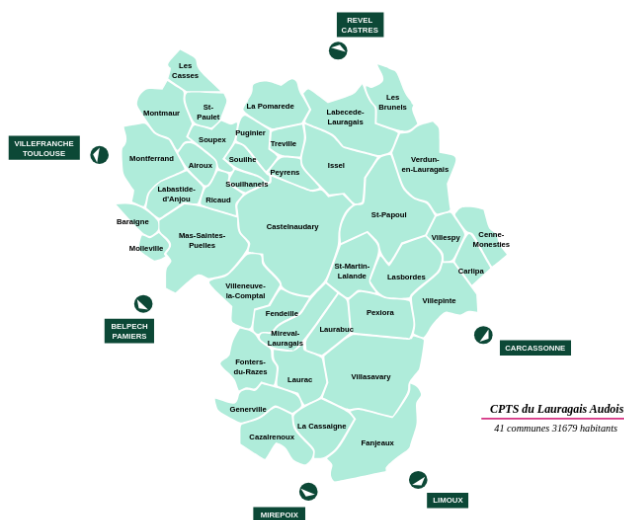 REVEL
CASTRES
Les
Casses
Montmaur
St-
Paulet
La Pomarede
Labecede-
Lauragais
Les
Brunels
VILLEFRANCHE
TOULOUSE
Soupex
Puginier
Treville
Montferrand
Airoux
Souilhe
Peyrens
Issel
Verdun-
en-Lauragais
Labastide-
d'Anjou
Ricaud
Souilhanels
Baraigne
Molleville
Mas-Saintes-
Puelles
Castelnaudary
St-Papoul
Villespy
Cenne-
Monesties
Carlipa
St-Martin-
Lalande
Lasbordes
Villepinte
Villeneuve-
la-Comptal
Fendeille
Mireval-
Lauragais
Laurabuc
Pexiora
BELPECH
PAMIERS
CARCASSONNE
Fonters-
du-Razes
Laurac
Villasavary
Generville
Cazairenoux
La Cassaigne
Fanjeaux
CPTS du Lauragais Audois
41 communes 31679 habitants
LIMOUX
MIREPOIX